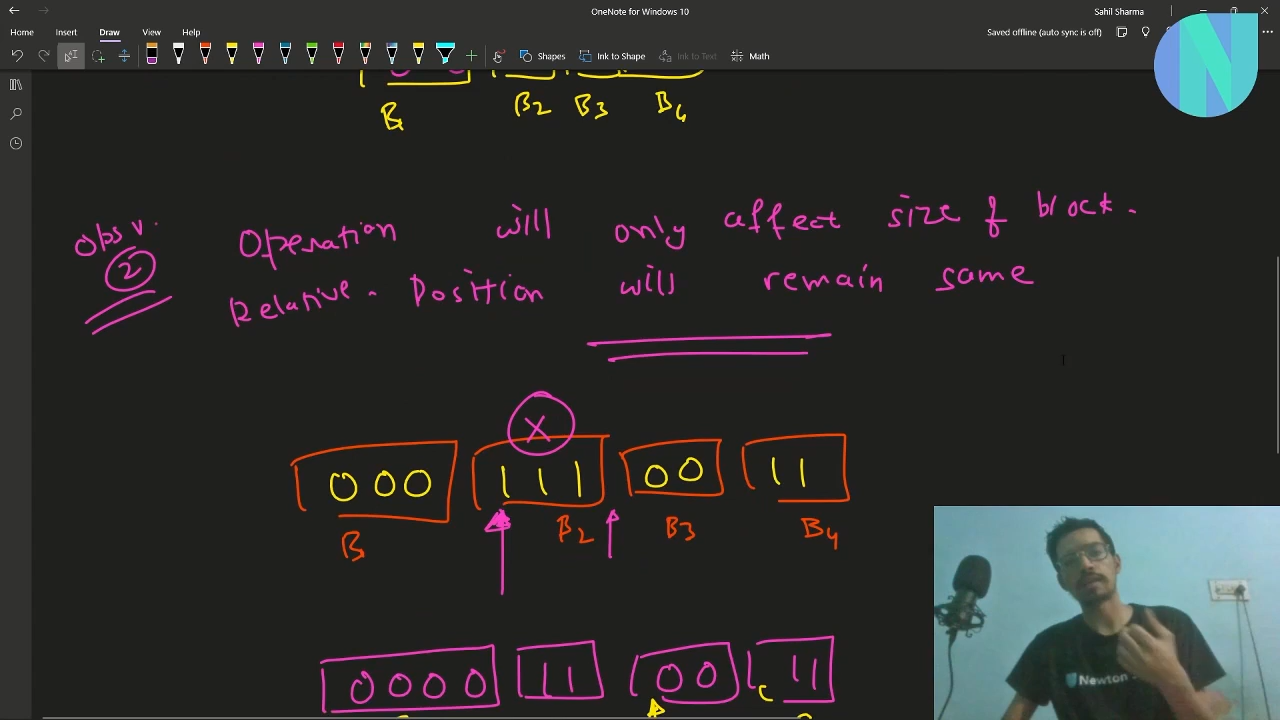 OneNote for Windows 10
Sahil Sharma
Home Insert Draw View Help
Saved offline (auto sync is off)
Shapes Ink to Shape Ink to Text Math
B1 B2 B3 B4
Obsv. 2
Operation will only affect size of block.
Relative. Position will remain same
X
000 111 00 11
B B2 B3 B4
0000 11 00 11
Newton